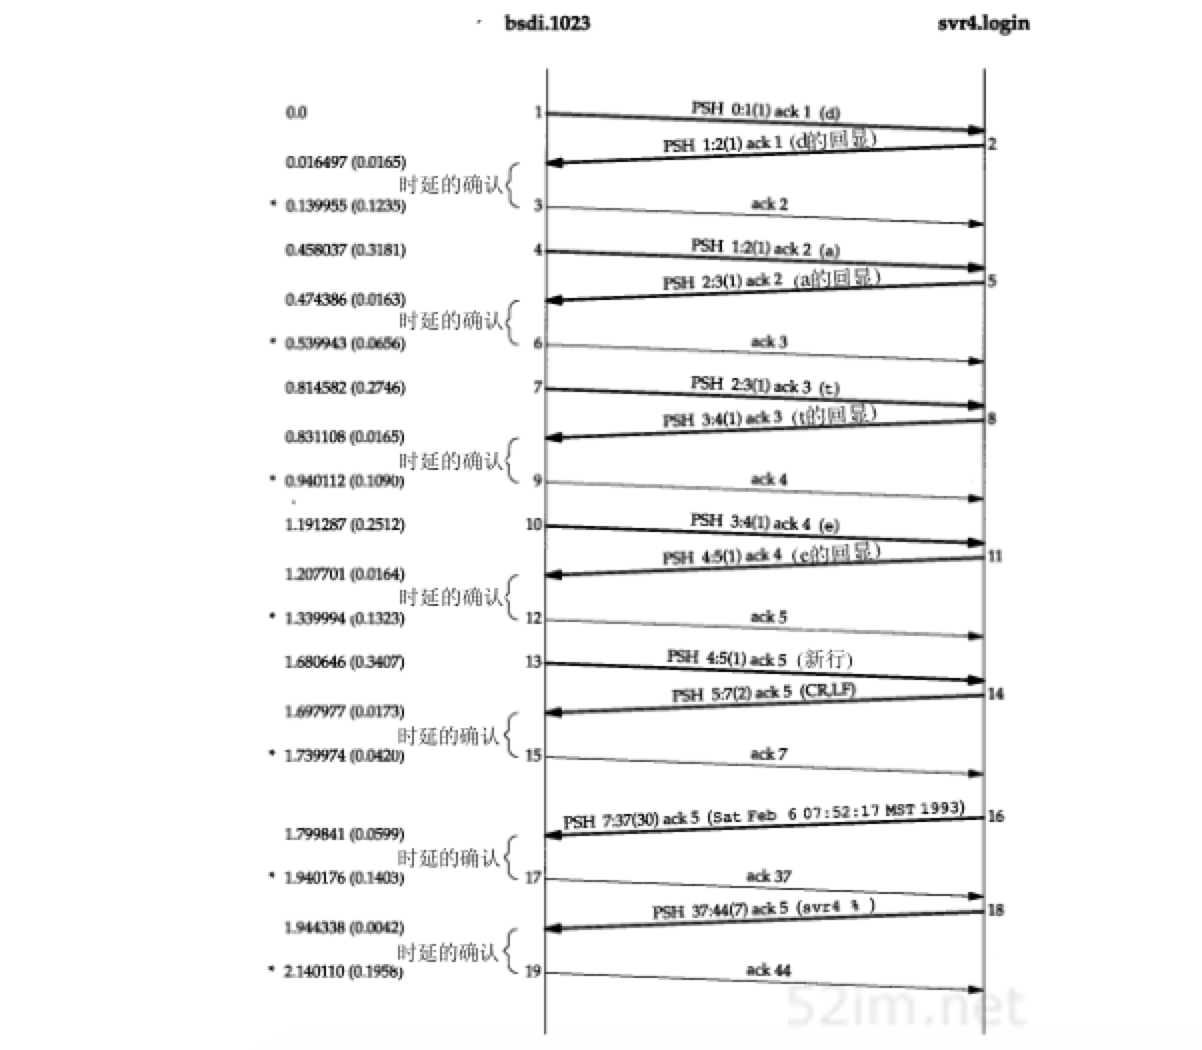 bsdi.1023 svr4.login
0.0 1 PSH 0:1(1) ack 1 (d)
PSH 1:2(1) ack 1 (d的回显) 2
0.016497 (0.0165)
时延的确认
* 0.139955 (0.1235) 3 ack 2
0.458037 (0.3181) 4 PSH 1:2(1) ack 2 (a)
PSH 2:3(1) ack 2 (a的回显) 5
0.474386 (0.0163)
时延的确认
* 0.539943 (0.0656) 6 ack 3
0.814582 (0.2746) 7 PSH 2:3(1) ack 3 (t)
PSH 3:4(1) ack 3 (t的回显) 8
0.831108 (0.0165)
时延的确认
* 0.940112 (0.1090) 9 ack 4
1.191287 (0.2512) 10 PSH 3:4(1) ack 4 (e)
PSH 4:5(1) ack 4 (e的回显) 11
1.207701 (0.0164)
时延的确认
* 1.339994 (0.1323) 12 ack 5
1.680646 (0.3407) 13 PSH 4:5(1) ack 5 (新行)
PSH 5:7(2) ack 5 (CR,LF) 14
1.697977 (0.0173)
时延的确认
* 1.739974 (0.0420) 15 ack 7
PSH 7:37(30) ack 5 (Sat Feb 6 07:52:17 MST 1993) 16
1.799841 (0.0599)
时延的确认
* 1.940176 (0.1403) 17 ack 37
PSH 37:44(7) ack 5 (svr4 % ) 18
1.944338 (0.0042)
时延的确认
* 2.140110 (0.1958) 19 ack 44
52im.net